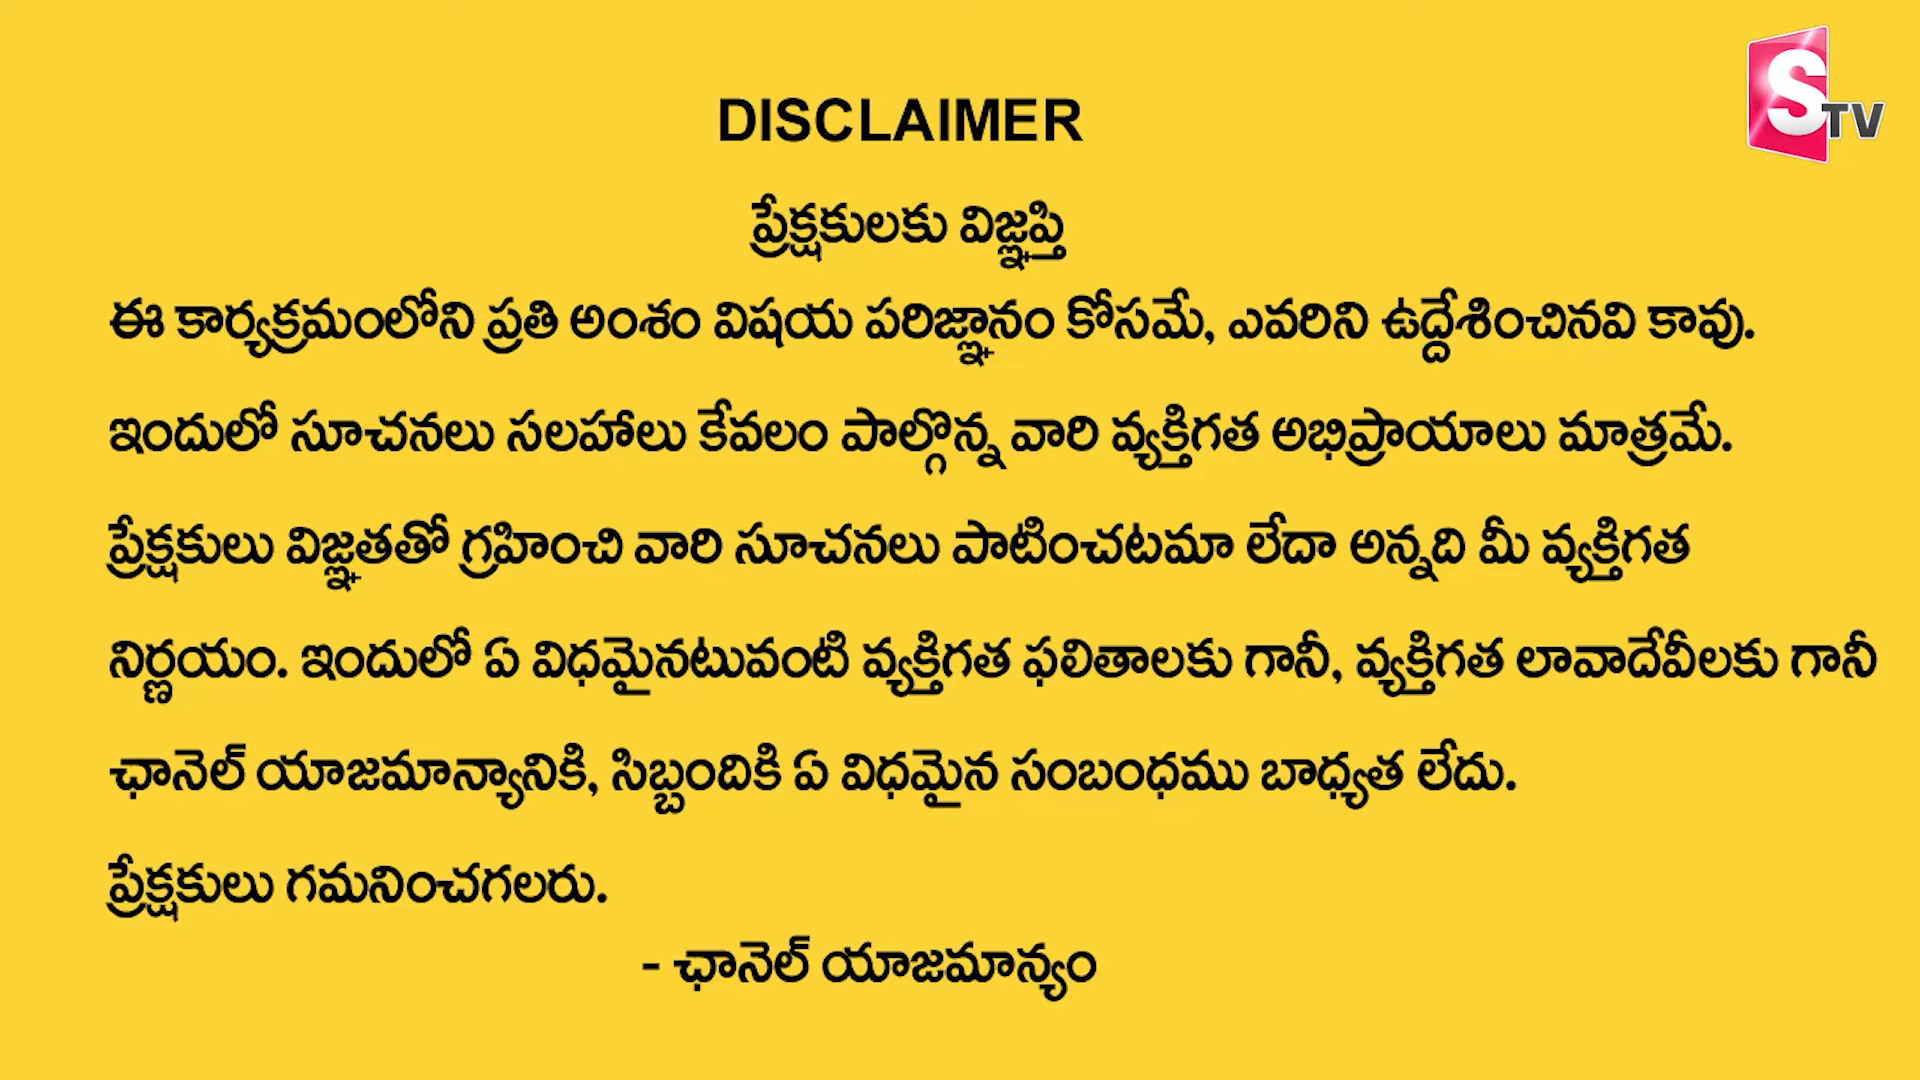 STV
DISCLAIMER
ప్రేక్షకులకు విజ్ఞప్తి
ఈ కార్యక్రమంలోని ప్రతి అంశం విషయ పరిజ్ఞానం కోసమే, ఎవరిని ఉద్దేశించినవి కావు.
ఇందులో సూచనలు సలహాలు కేవలం పాల్గొన్న వారి వ్యక్తిగత అభిప్రాయాలు మాత్రమే.
ప్రేక్షకులు విజ్ఞతతో గ్రహించి వారి సూచనలు పాటించటమా లేదా అన్నది మీ వ్యక్తిగత
నిర్ణయం. ఇందులో ఏ విధమైనటువంటి వ్యక్తిగత ఫలితాలకు గానీ, వ్యక్తిగత లావాదేవీలకు గానీ
ఛానెల్ యాజమాన్యానికి, సిబ్బందికి ఏ విధమైన సంబంధము బాధ్యత లేదు.
ప్రేక్షకులు గమనించగలరు.
- ఛానెల్ యాజమాన్యం